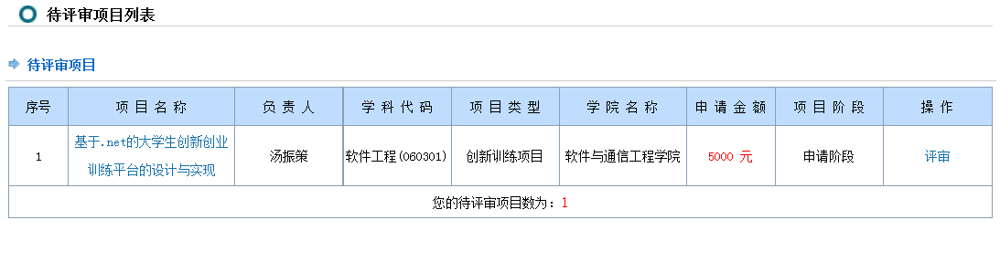 待评审项目列表
待评审项目
序号 项目名称 负责人 学科代码 项目类型 学院名称 申请金额 项目阶段 操作
基于.net的大学生创新创业
1 汤振策 软件工程(060301) 创新训练项目 软件与通信工程学院 5000 元 申请阶段 评审
训练平台的设计与实现
您的待评审项目数为：1